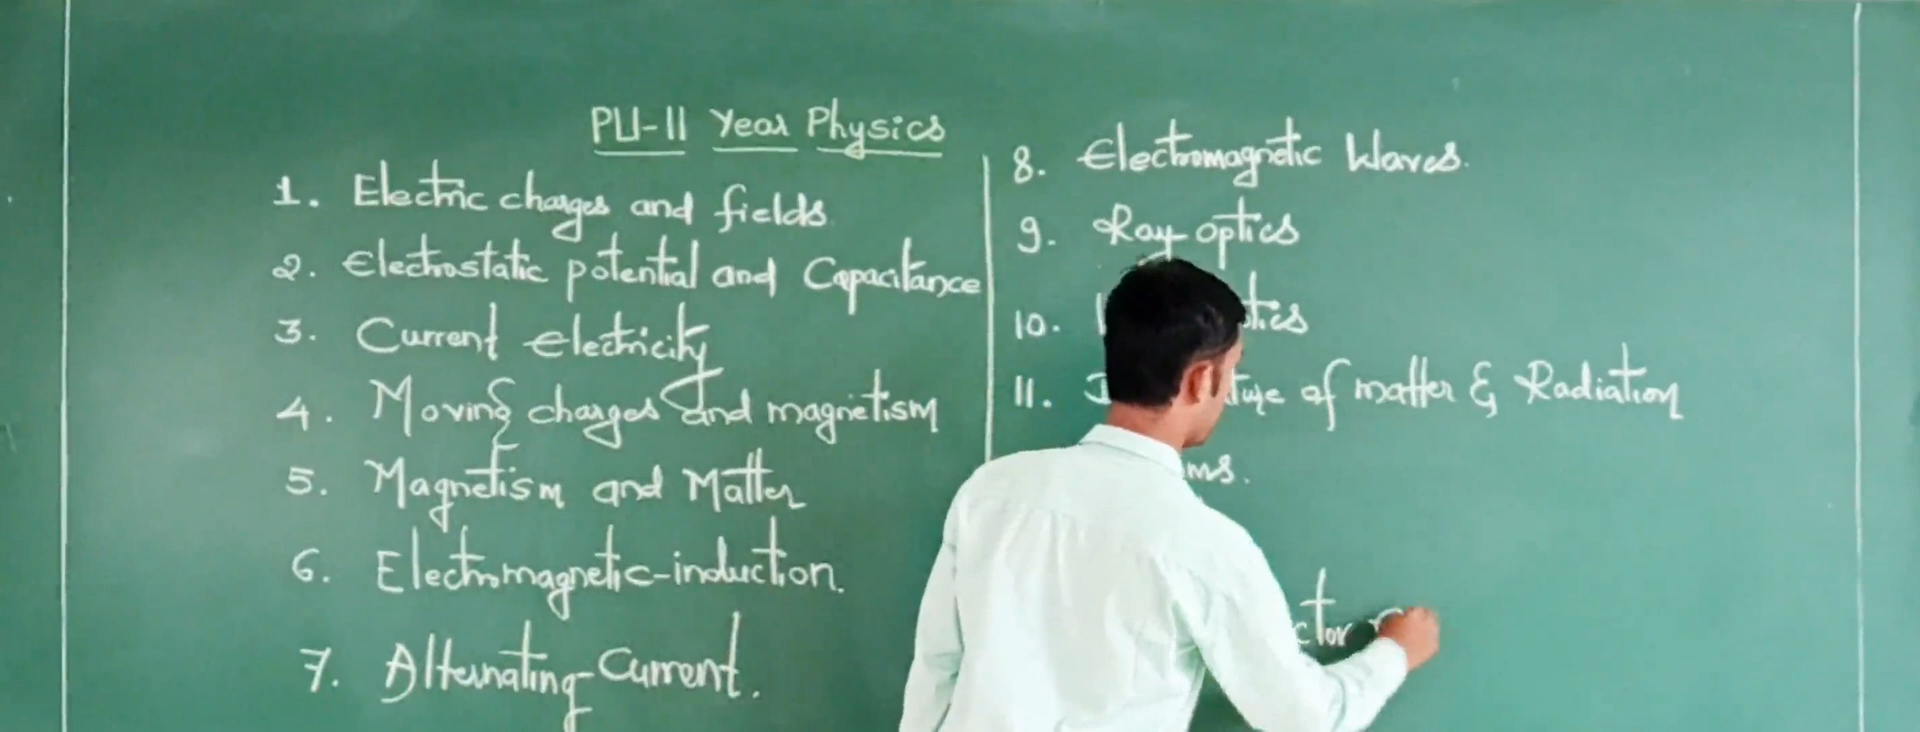 PU-II Year Physics
1. Electric charges and fields
2. Electrostatic potential and Capacitance
3. Current electricity
4. Moving charges and magnetism
5. Magnetism and Matter
6. Electromagnetic-induction.
7. Alternating Current.
8. Electromagnetic Waves.
9. Ray optics
10.
11. of matter & Radiation